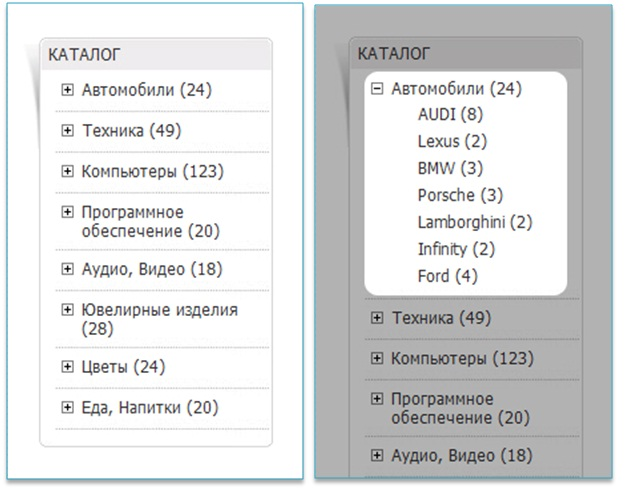 КАТАЛОГ
Автомобили (24)
Техника (49)
Компьютеры (123)
Программное
обеспечение (20)
Аудио, Видео (18)
Ювелирные изделия
(28)
Цветы (24)
Еда, Напитки (20)
КАТАЛОГ
Автомобили (24)
AUDI (8)
Lexus (2)
BMW (3)
Porsche (3)
Lamborghini (2)
Infinity (2)
Ford (4)
Техника (49)
Компьютеры (123)
Программное
обеспечение (20)
Аудио, Видео (18)